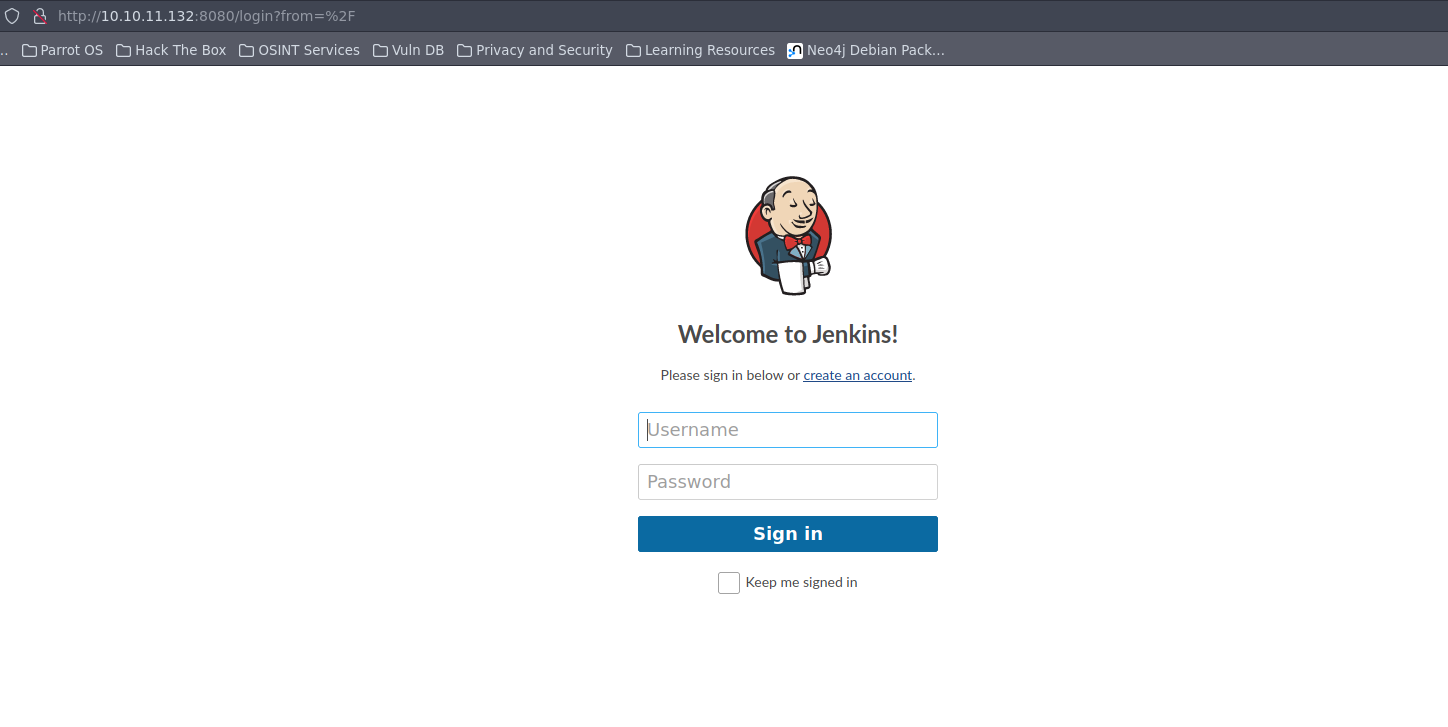 http://10.10.11.132:8080/login?from=%2F
.. Parrot OS Hack The Box OSINT Services Vuln DB Privacy and Security Learning Resources Neo4j Debian Pack...
Welcome to Jenkins!
Please sign in below or create an account.
Username
Password
Sign in
Keep me signed in